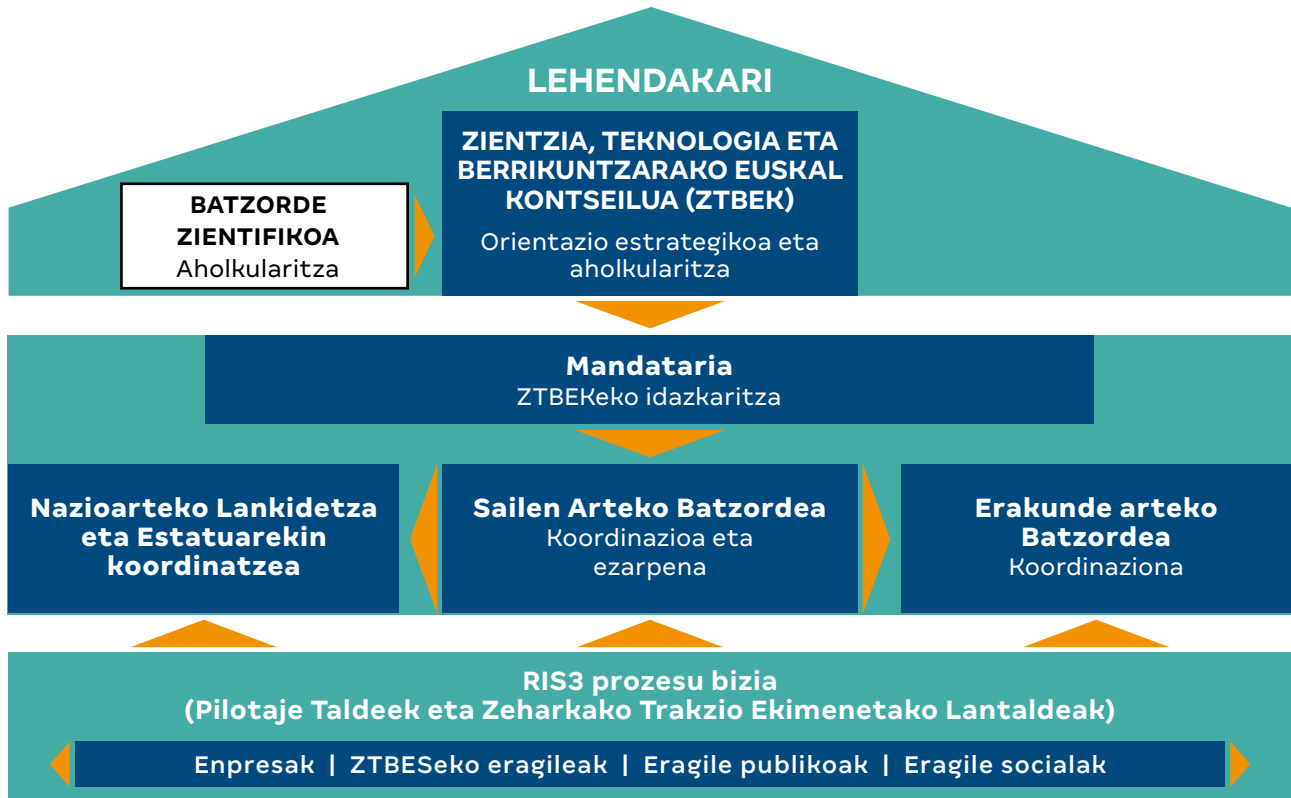 LEHENDAKARI
ZIENTZIA, TEKNOLOGIA ETA
BERRIKUNTZARAKO EUSKAL
KONTSEILUA (ZTBEK)
Orientazio estrategikoa eta
aholkularitza
BATZORDE
ZIENTIFIKOA
Aholkularitza
Mandataria
ZTBEKeko idazkaritza
Nazioarteko Lankidetza
eta Estatuarekin
koordinatzea
Sailen Arteko Batzordea
Koordinazioa eta
ezarpena
Erakunde arteko
Batzordea
Koordinaziona
RIS3 prozesu bizia
(Pilotaje Taldeek eta Zeharkako Trakzio Ekimenetako Lantaldeak)
Enpresak | ZTBESeko eragileak | Eragile publikoak | Eragile socialak